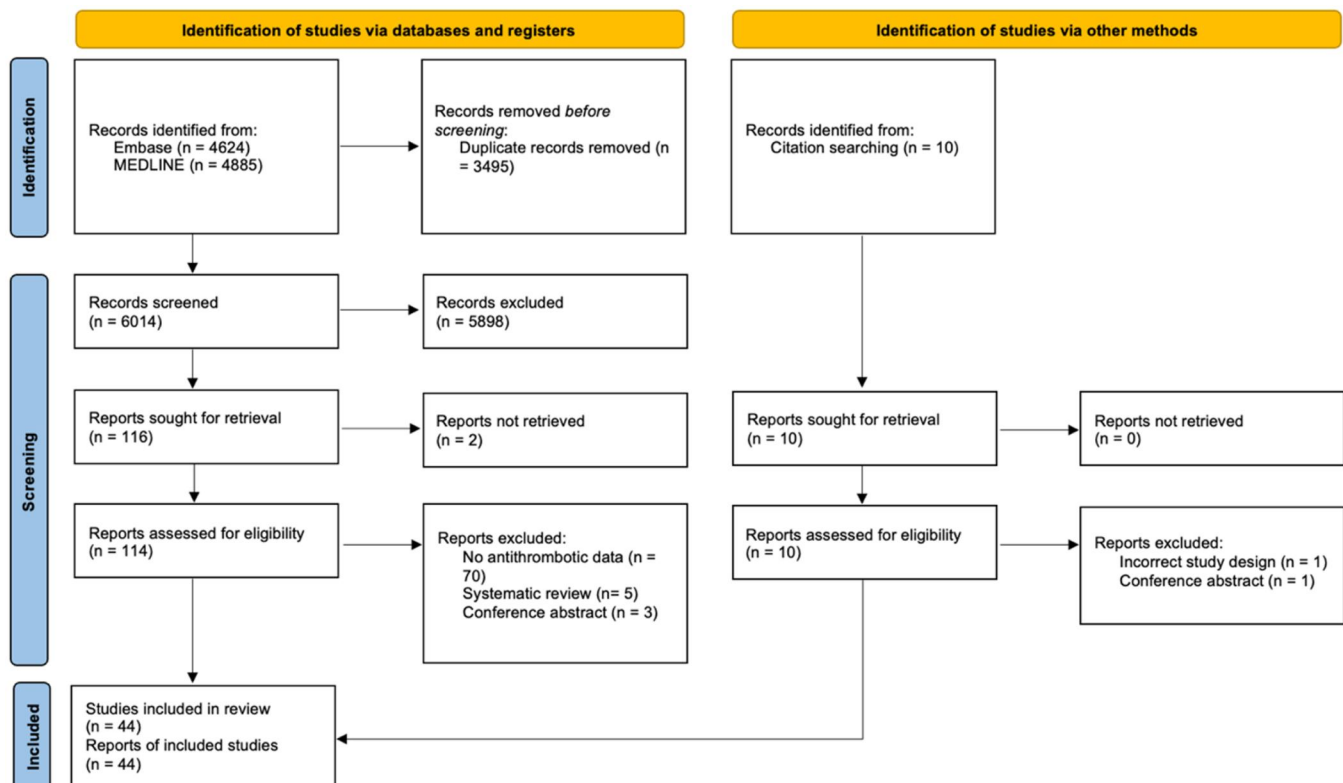 Identification of studies via databases and registers
Identification of studies via other methods
Identification
Records identified from:
Embase (n = 4624)
MEDLINE (n = 4885)
Records removed before
screening:
Duplicate records removed (n
= 3495)
Records identified from:
Citation searching (n = 10)
Screening
Records screened
(n = 6014)
Records excluded
(n = 5898)
Reports sought for retrieval
(n = 116)
Reports not retrieved
(n = 2)
Reports sought for retrieval
(n = 10)
Reports not retrieved
(n = 0)
Reports assessed for eligibility
(n = 114)
Reports excluded:
No antithrombotic data (n =
70)
Systematic review (n= 5)
Conference abstract (n = 3)
Reports assessed for eligibility
(n = 10)
Reports excluded:
Incorrect study design (n = 1)
Conference abstract (n = 1)
Included
Studies included in review
(n = 44)
Reports of included studies
(n = 44)